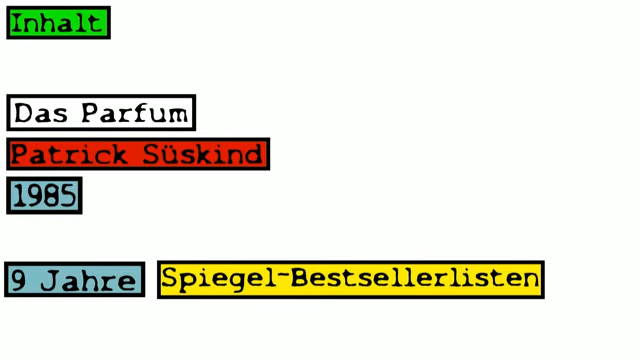 Inhalt
Das Parfum
Patrick Süskind
1985
9 Jahre Spiegel-Bestsellerlisten